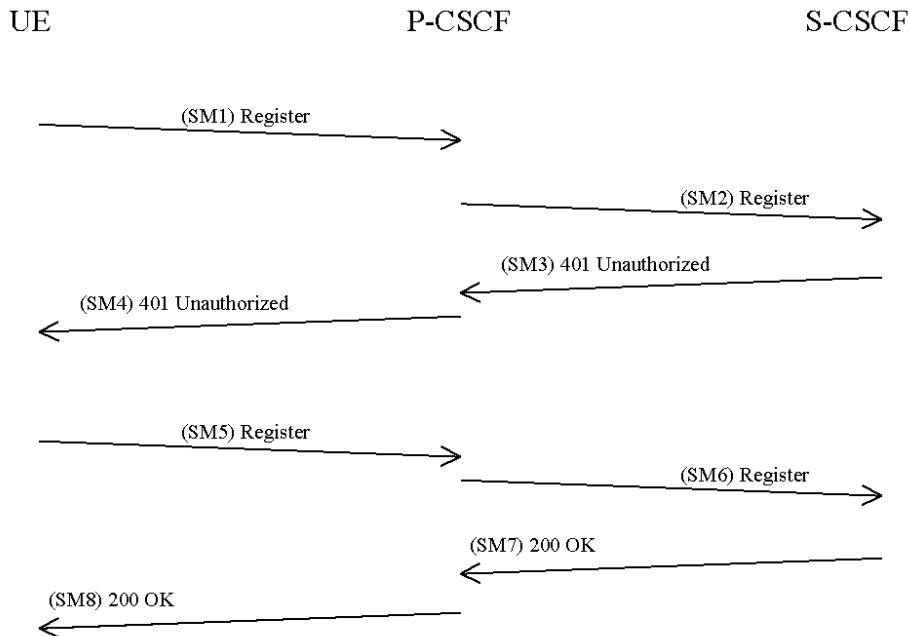 UE P-CSCF S-CSCF
(SM1) Register
(SM2) Register
(SM3) 401 Unauthorized
(SM4) 401 Unauthorized
(SM5) Register
(SM6) Register
(SM7) 200 OK
(SM8) 200 OK